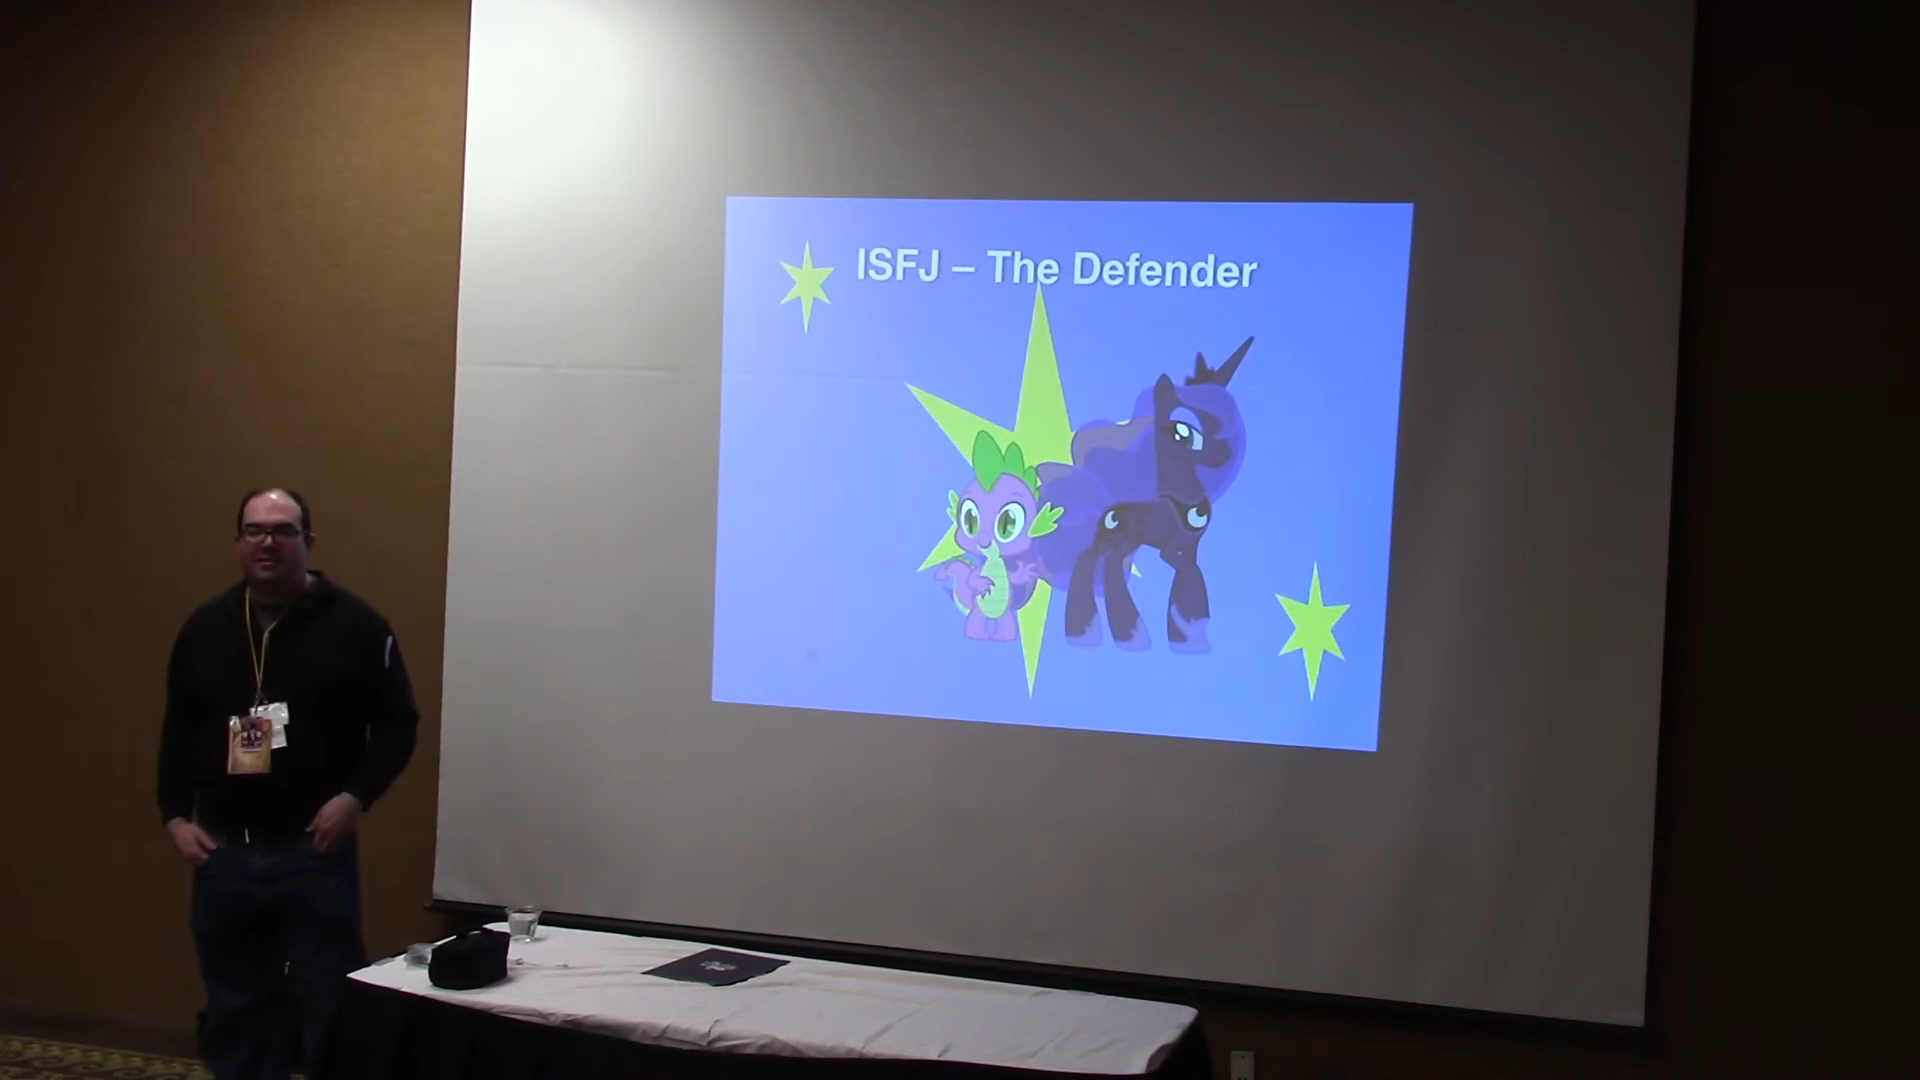 ISFJ – The Defender